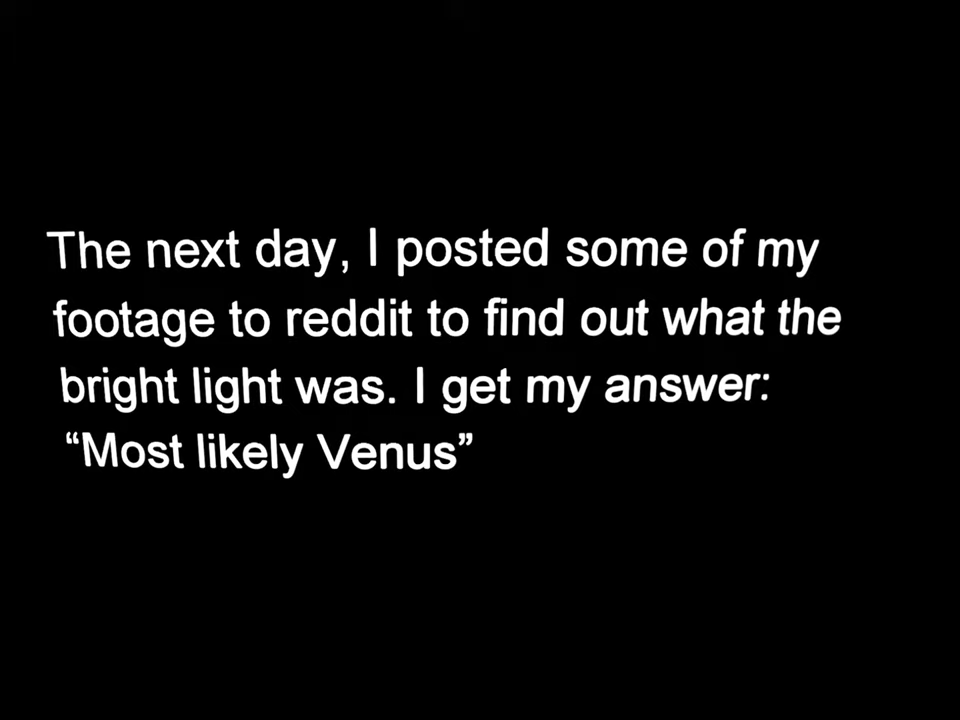 The next day, I posted some of my
footage to reddit to find out what the
bright light was. I get my answer:
“Most likely Venus”